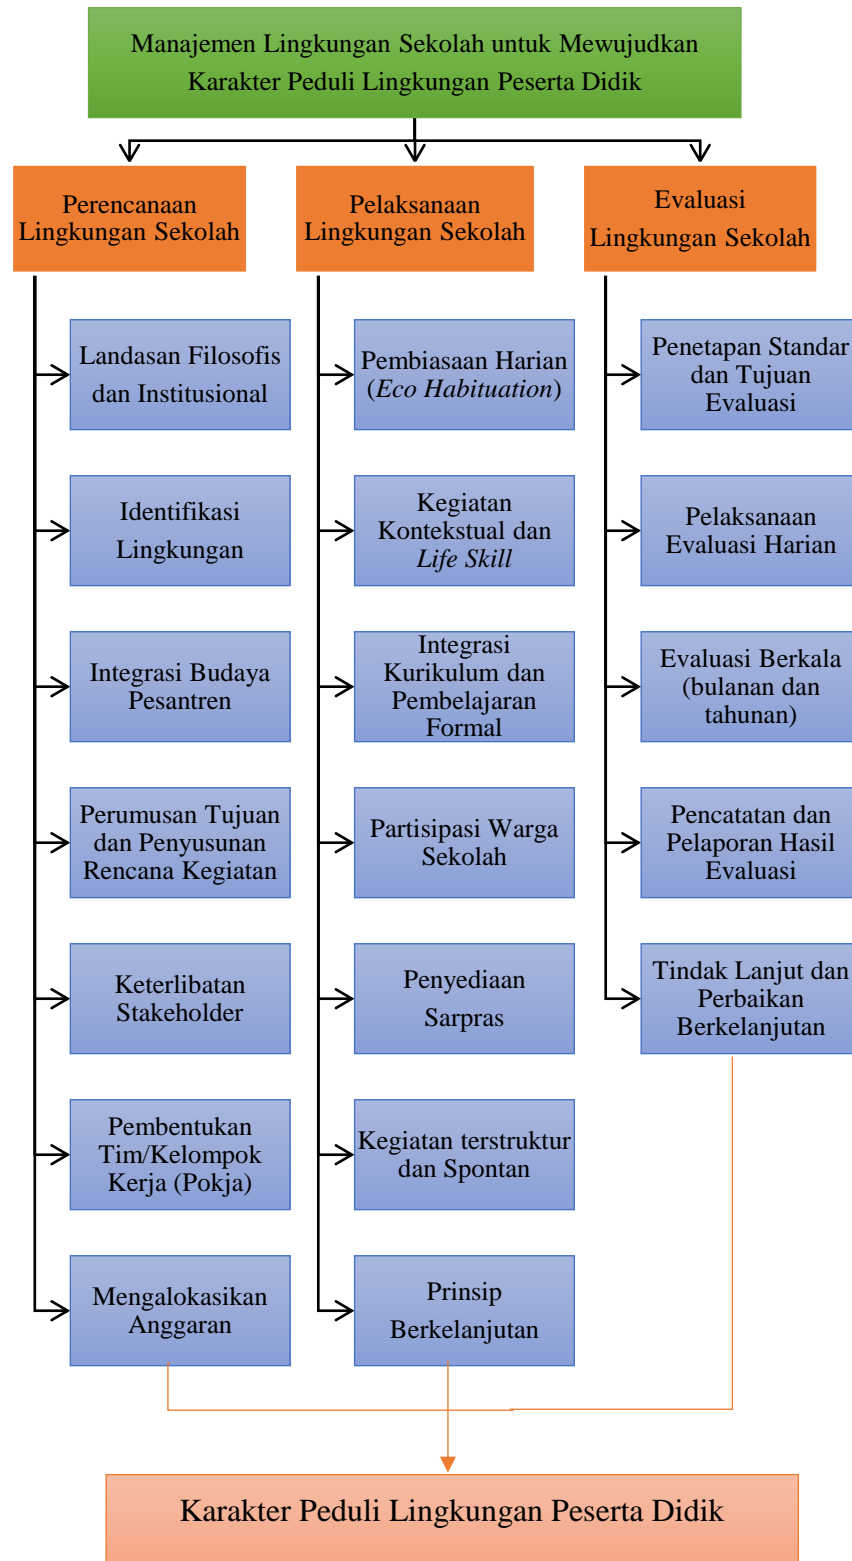 Manajemen Lingkungan Sekolah untuk Mewujudkan
Karakter Peduli Lingkungan Peserta Didik
Perencanaan
Lingkungan Sekolah
Landasan Filosofis
dan Institusional
Identifikasi
Lingkungan
Integrasi Budaya
Pesantren
Perumusan Tujuan
dan Penyusunan
Rencana Kegiatan
Keterlibatan
Stakeholder
Pembentukan
Tim/Kelompok
Kerja (Pokja)
Mengalokasikan
Anggaran
Pelaksanaan
Lingkungan Sekolah
Pembiasaan Harian
(Eco Habituation)
Kegiatan
Kontekstual dan
Life Skill
Integrasi
Kurikulum dan
Pembelajaran
Formal
Partisipasi Warga
Sekolah
Penyediaan
Sarpras
Kegiatan terstruktur
dan Spontan
Prinsip
Berkelanjutan
Evaluasi
Lingkungan Sekolah
Penetapan Standar
dan Tujuan
Evaluasi
Pelaksanaan
Evaluasi Harian
Evaluasi Berkala
(bulanan dan
tahunan)
Pencatatan dan
Pelaporan Hasil
Evaluasi
Tindak Lanjut dan
Perbaikan
Berkelanjutan
Karakter Peduli Lingkungan Peserta Didik